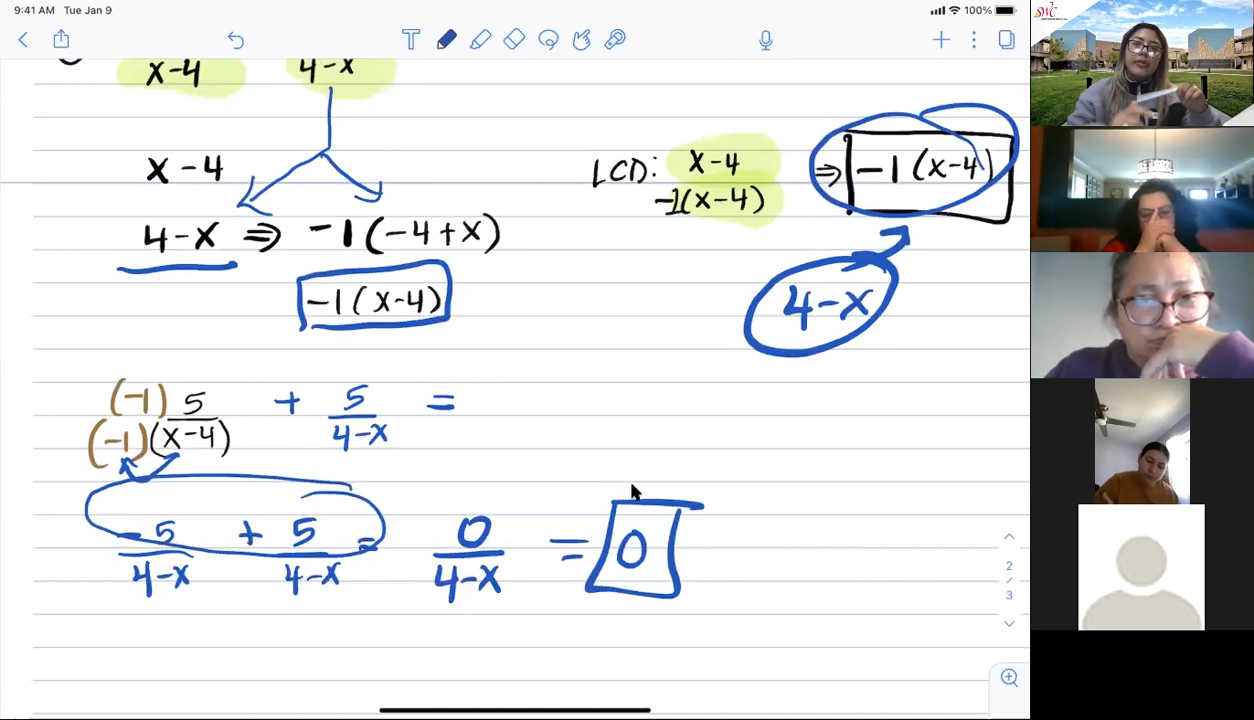 9:41 AM Tue Jan 9
100%
T
SWC
x-4 4-x
x-4
4-x ⇒ -1(-4+x)
-1(x-4)
LCD: x-4 ⇒ -1(x-4)
-1(x-4)
4-x
(-1) 5 + 5 =
(-1)(x-4) 4-x
-5 + 5 = 0 = 0
4-x 4-x 4-x
2
/
3